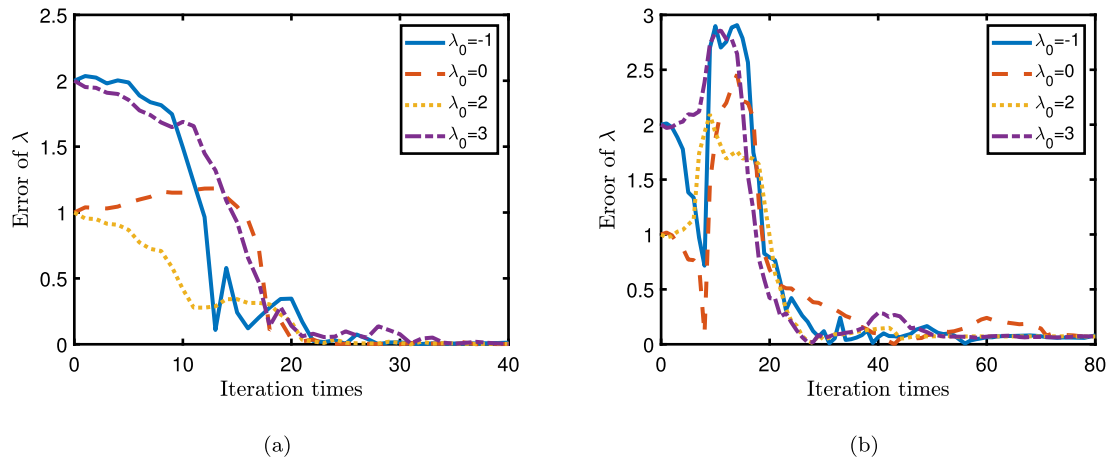 2.5
2
1.5
1
0.5
0
0
10
20
30
40
Error of λ
Iteration times
λ0=-1
λ0=0
λ0=2
λ0=3
(a)
3
2.5
2
1.5
1
0.5
0
0
20
40
60
80
Eroor of λ
Iteration times
λ0=-1
λ0=0
λ0=2
λ0=3
(b)